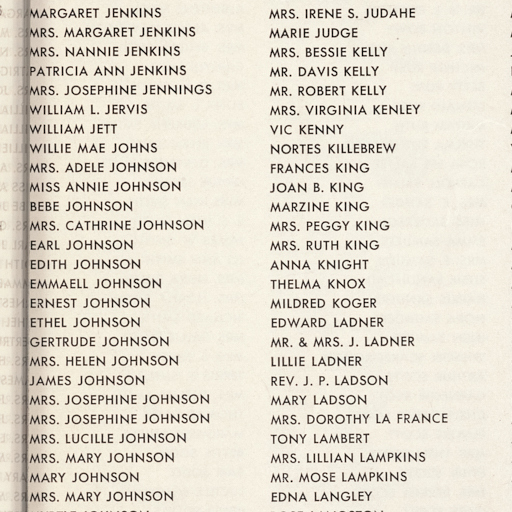 MARGARET JENKINS
MRS. MARGARET JENKINS
MRS. NANNIE JENKINS
PATRICIA ANN JENKINS
MRS. JOSEPHINE JENNINGS
WILLIAM L. JERVIS
WILLIAM JETT
WILLIE MAE JOHNS
MRS. ADELE JOHNSON
MISS ANNIE JOHNSON
BEBE JOHNSON
MRS. CATHRINE JOHNSON
EARL JOHNSON
EDITH JOHNSON
EMMAELL JOHNSON
ERNEST JOHNSON
ETHEL JOHNSON
GERTRUDE JOHNSON
MRS. HELEN JOHNSON
JAMES JOHNSON
MRS. JOSEPHINE JOHNSON
MRS. JOSEPHINE JOHNSON
MRS. LUCILLE JOHNSON
MRS. MARY JOHNSON
MARY JOHNSON
MRS. MARY JOHNSON
MRS. IRENE S. JUDAHE
MARIE JUDGE
MRS. BESSIE KELLY
MR. DAVIS KELLY
MR. ROBERT KELLY
MRS. VIRGINIA KENLEY
VIC KENNY
NORTES KILLEBREW
FRANCES KING
JOAN B. KING
MARZINE KING
MRS. PEGGY KING
MRS. RUTH KING
ANNA KNIGHT
THELMA KNOX
MILDRED KOGER
EDWARD LADNER
MR. & MRS. J. LADNER
LILLIE LADNER
REV. J. P. LADSON
MARY LADSON
MRS. DOROTHY LA FRANCE
TONY LAMBERT
MRS. LILLIAN LAMPKINS
MR. MOSE LAMPKINS
EDNA LANGLEY